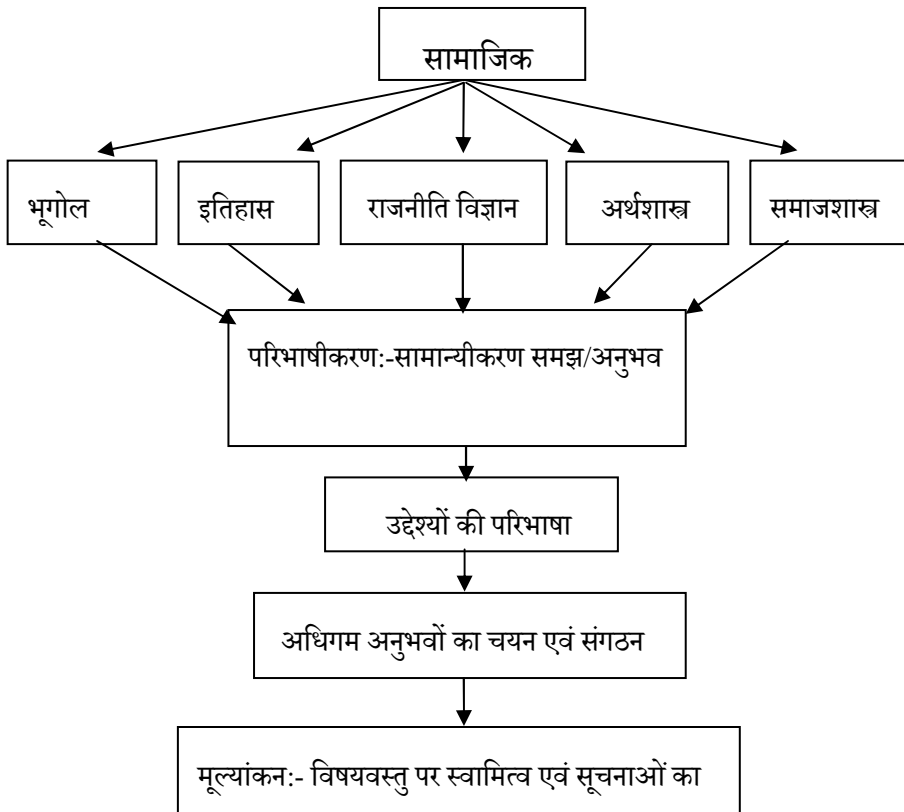 सामाजिक
भूगोल
इतिहास
राजनीति विज्ञान
अर्थशास्त्र
समाजशास्त्र
परिभाषीकरण:-सामान्यीकरण समझ/अनुभव
उद्देश्यों की परिभाषा
अधिगम अनुभवों का चयन एवं संगठन
मूल्यांकन:- विषयवस्तु पर स्वामित्व एवं सूचनाओं का